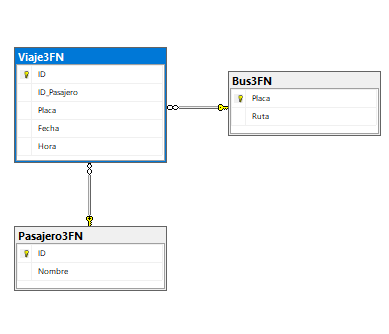 Viaje3FN
ID
ID_Pasajero
Placa
Fecha
Hora
Bus3FN
Placa
Ruta
Pasajero3FN
ID
Nombre